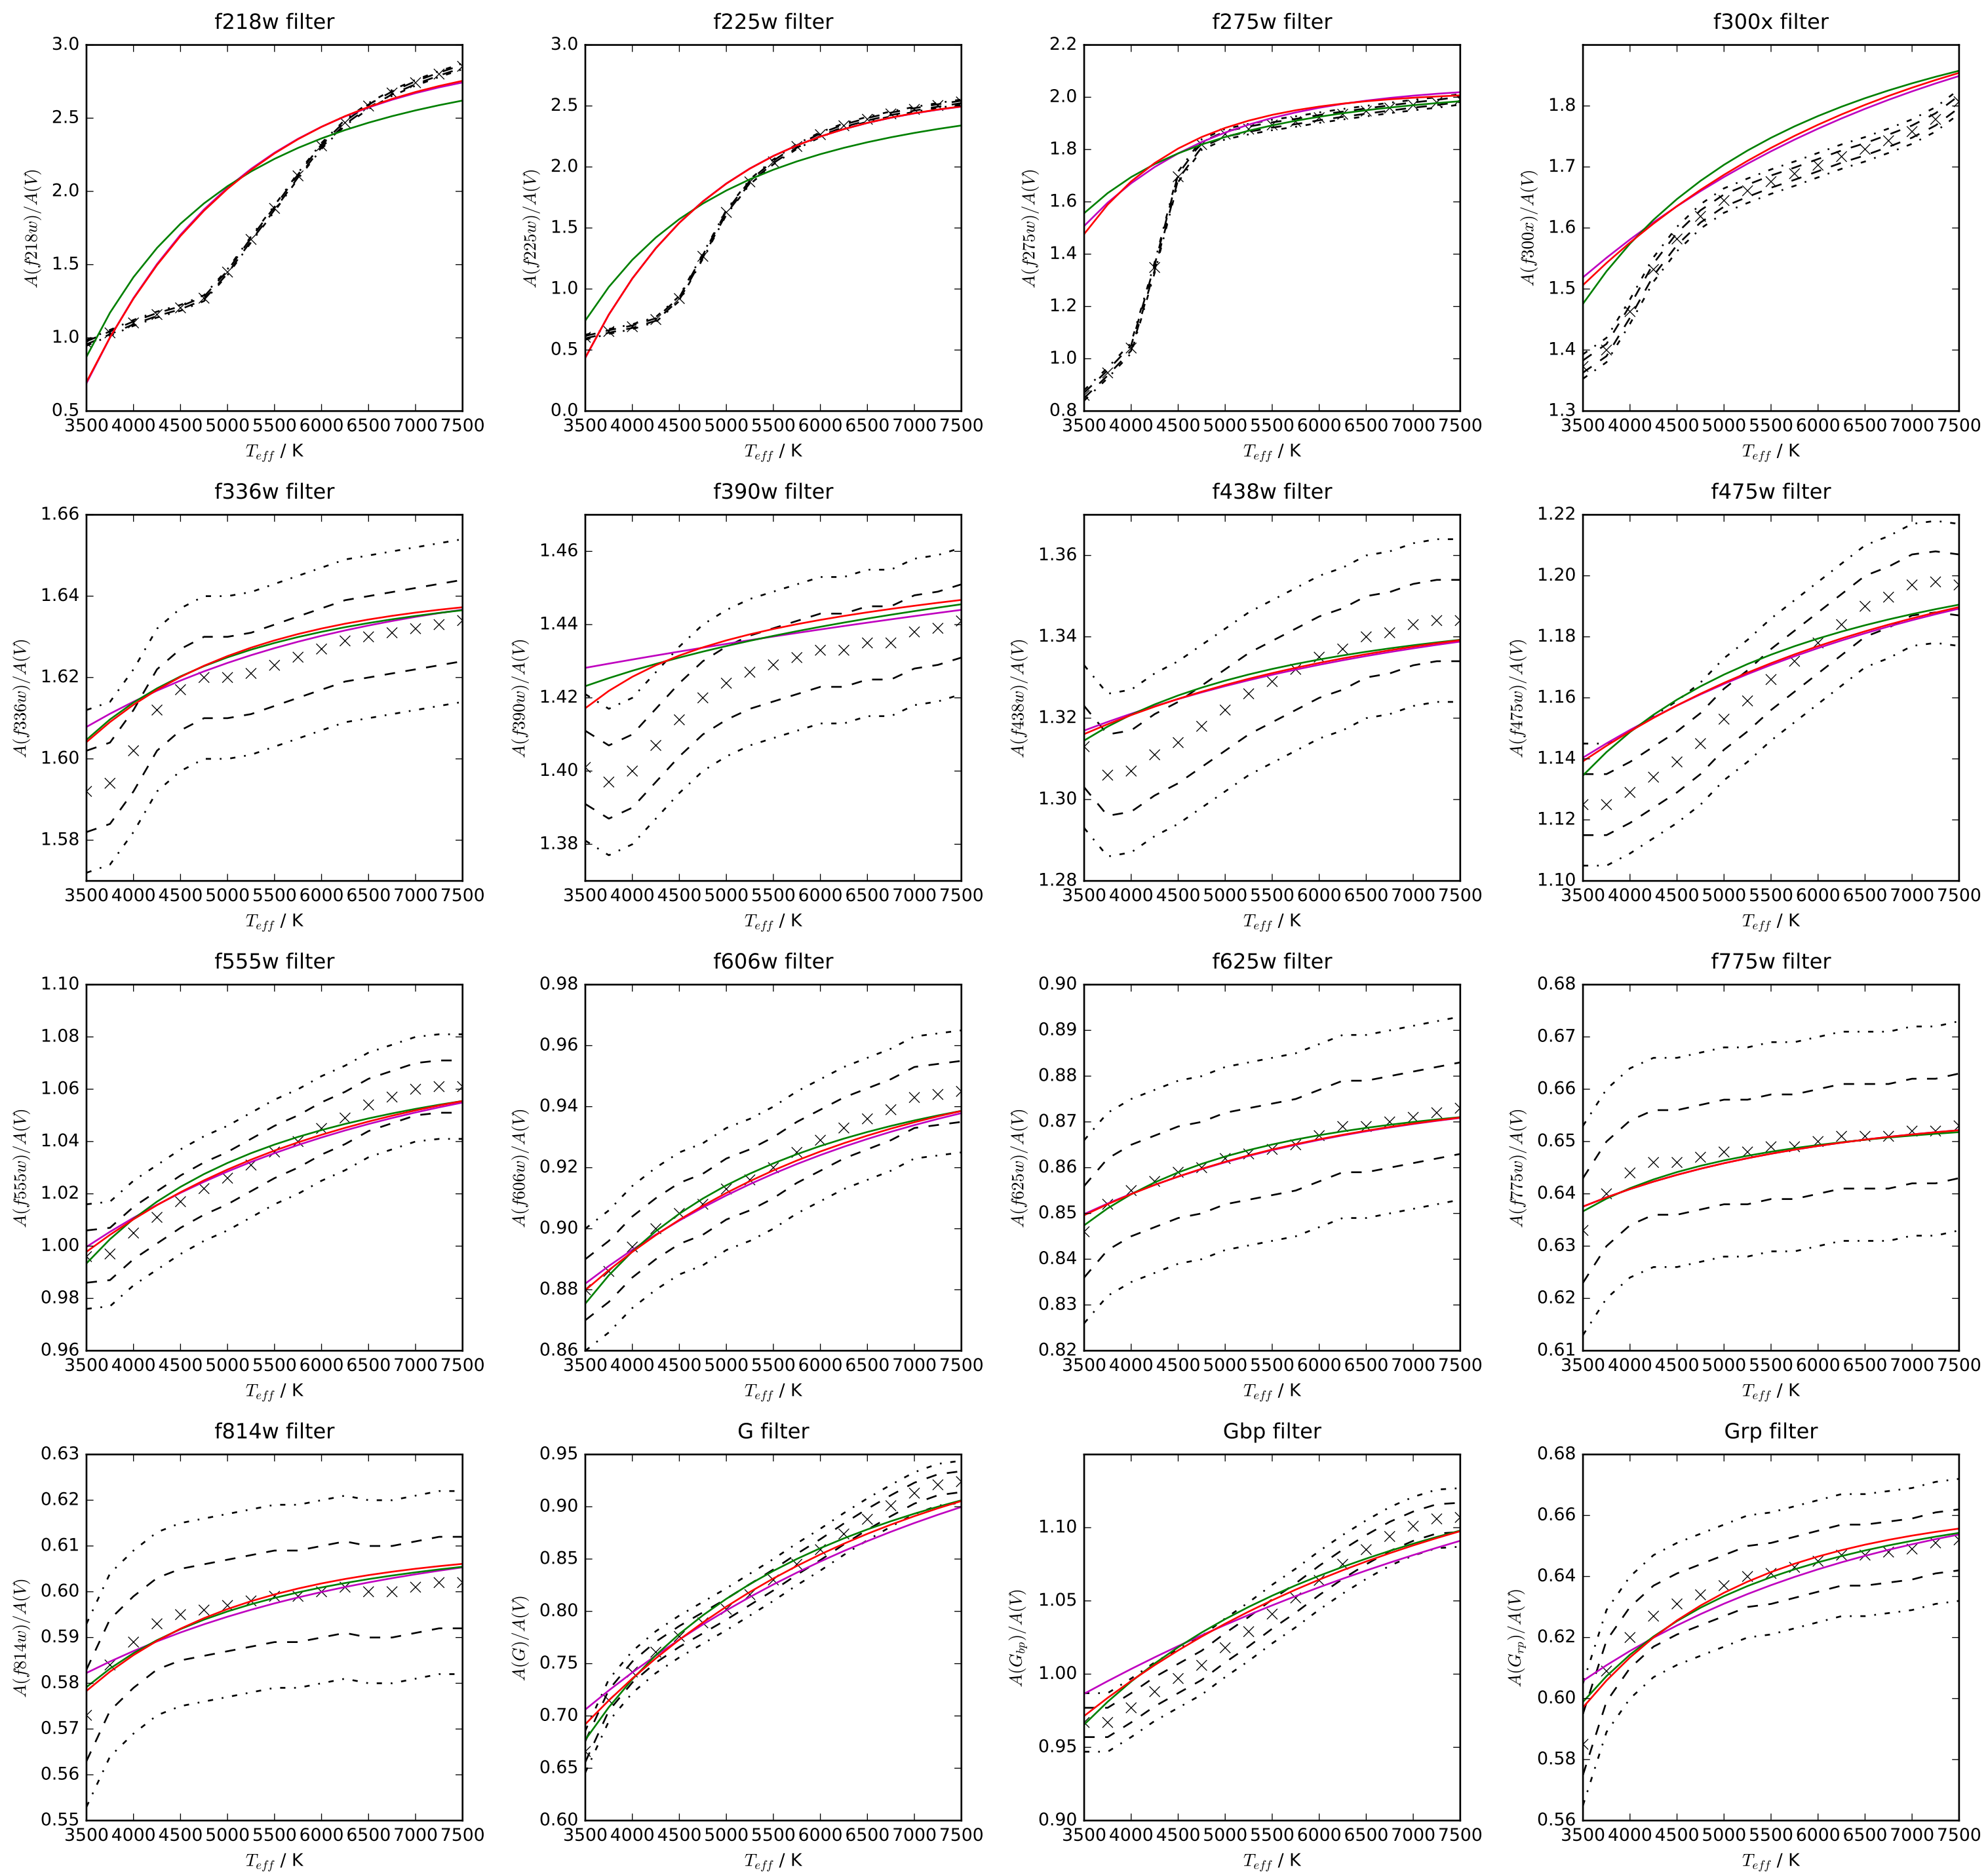 f218w filter
3.0
2.5
2.0
1.5
1.0
0.5
A(f218w)/A(V)
3500 4000 4500 5000 5500 6000 6500 7000 7500
T_eff / K
f225w filter
3.0
2.5
2.0
1.5
1.0
0.5
0.0
A(f225w)/A(V)
3500 4000 4500 5000 5500 6000 6500 7000 7500
T_eff / K
f275w filter
2.2
2.0
1.8
1.6
1.4
1.2
1.0
0.8
A(f275w)/A(V)
3500 4000 4500 5000 5500 6000 6500 7000 7500
T_eff / K
f300x filter
1.8
1.7
1.6
1.5
1.4
1.3
A(f300x)/A(V)
3500 4000 4500 5000 5500 6000 6500 7000 7500
T_eff / K
f336w filter
1.66
1.64
1.62
1.60
1.58
A(f336w)/A(V)
3500 4000 4500 5000 5500 6000 6500 7000 7500
T_eff / K
f390w filter
1.46
1.44
1.42
1.40
1.38
A(f390w)/A(V)
3500 4000 4500 5000 5500 6000 6500 7000 7500
T_eff / K
f438w filter
1.36
1.34
1.32
1.30
1.28
A(f438w)/A(V)
3500 4000 4500 5000 5500 6000 6500 7000 7500
T_eff / K
f475w filter
1.22
1.20
1.18
1.16
1.14
1.12
1.10
A(f475w)/A(V)
3500 4000 4500 5000 5500 6000 6500 7000 7500
T_eff / K
f555w filter
1.10
1.08
1.06
1.04
1.02
1.00
0.98
0.96
A(f555w)/A(V)
3500 4000 4500 5000 5500 6000 6500 7000 7500
T_eff / K
f606w filter
0.98
0.96
0.94
0.92
0.90
0.88
0.86
A(f606w)/A(V)
3500 4000 4500 5000 5500 6000 6500 7000 7500
T_eff / K
f625w filter
0.90
0.89
0.88
0.87
0.86
0.85
0.84
0.83
0.82
A(f625w)/A(V)
3500 4000 4500 5000 5500 6000 6500 7000 7500
T_eff / K
f775w filter
0.68
0.67
0.66
0.65
0.64
0.63
0.62
0.61
A(f775w)/A(V)
3500 4000 4500 5000 5500 6000 6500 7000 7500
T_eff / K
f814w filter
0.63
0.62
0.61
0.60
0.59
0.58
0.57
0.56
0.55
A(f814w)/A(V)
3500 4000 4500 5000 5500 6000 6500 7000 7500
T_eff / K
G filter
0.95
0.90
0.85
0.80
0.75
0.70
0.65
0.60
A(G)/A(V)
3500 4000 4500 5000 5500 6000 6500 7000 7500
T_eff / K
Gbp filter
1.10
1.05
1.00
0.95
0.90
A(G_bp)/A(V)
3500 4000 4500 5000 5500 6000 6500 7000 7500
T_eff / K
Grp filter
0.68
0.66
0.64
0.62
0.60
0.58
0.56
A(G_rp)/A(V)
3500 4000 4500 5000 5500 6000 6500 7000 7500
T_eff / K